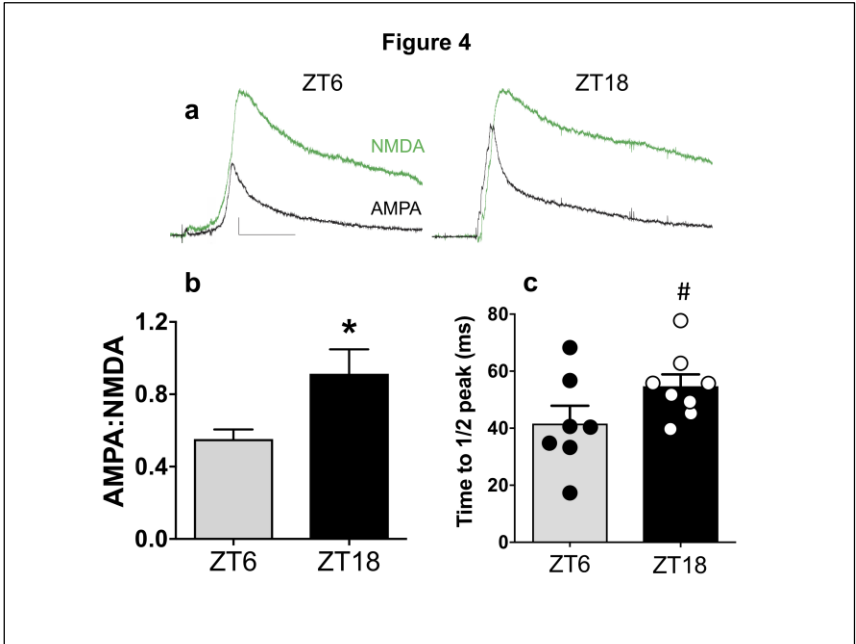 Figure 4
a
ZT6
ZT18
NMDA
AMPA
b
AMPA:NMDA
1.2
0.8
0.4
0.0
*
ZT6
ZT18
c
Time to 1/2 peak (ms)
80
60
40
20
0
#
ZT6
ZT18